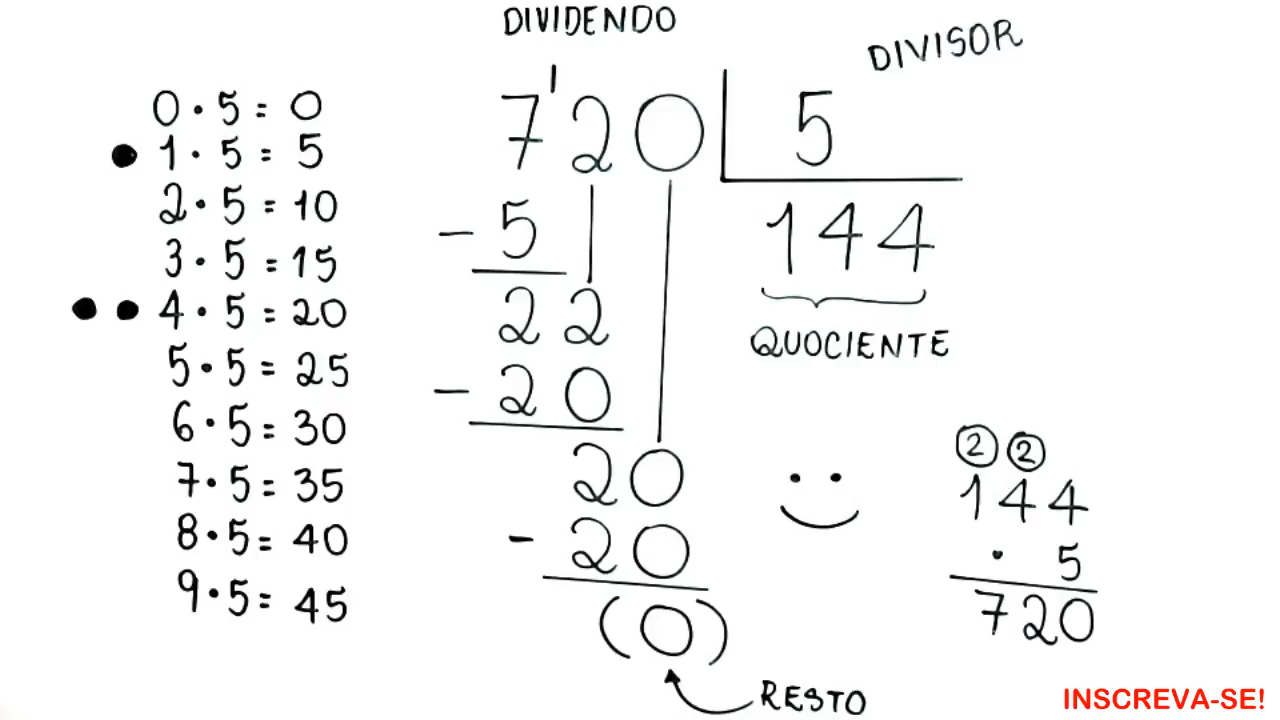 DIVIDENDO
DIVISOR
0 · 5 = 0
1 · 5 = 5
2 · 5 = 10
3 · 5 = 15
4 · 5 = 20
5 · 5 = 25
6 · 5 = 30
7 · 5 = 35
8 · 5 = 40
9 · 5 = 45
7'20 5
- 5
22
- 20
20
- 20
(0)
RESTO
144
QUOCIENTE
2 2
144
· 5
720
INSCREVA-SE!